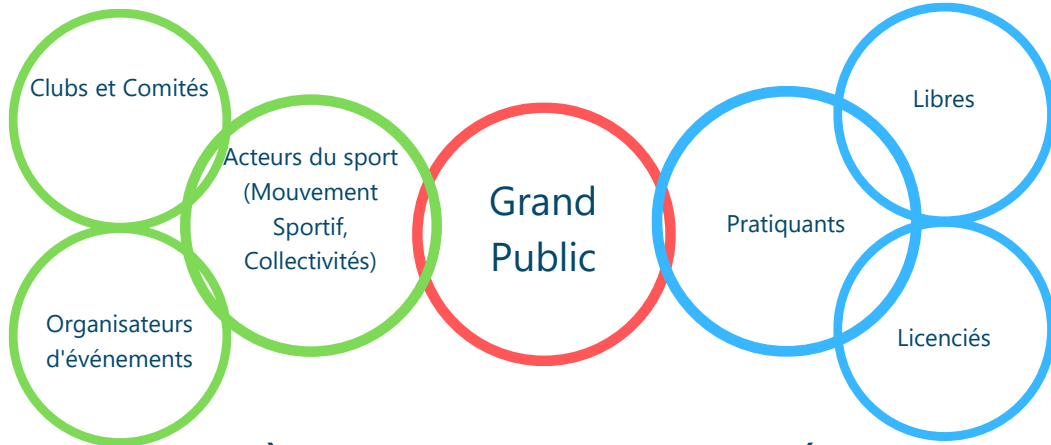 Clubs et Comités
Acteurs du sport
(Mouvement
Sportif,
Collectivités)
Organisateurs
d'événements
Grand
Public
Pratiquants
Libres
Licenciés